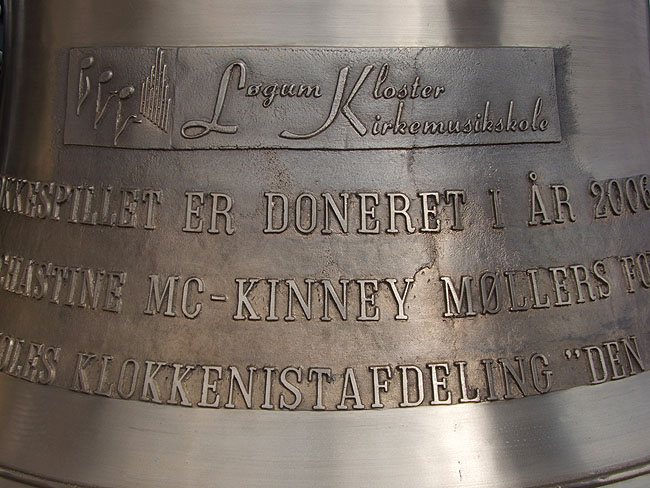 Løgum Kloster
Kirkemusikskole
KKESPILLET ER DONERET I ÅR 2006
HASTINE MC-KINNEY MØLLERS FO
OLES KLOKKENISTAFDELING "DEN